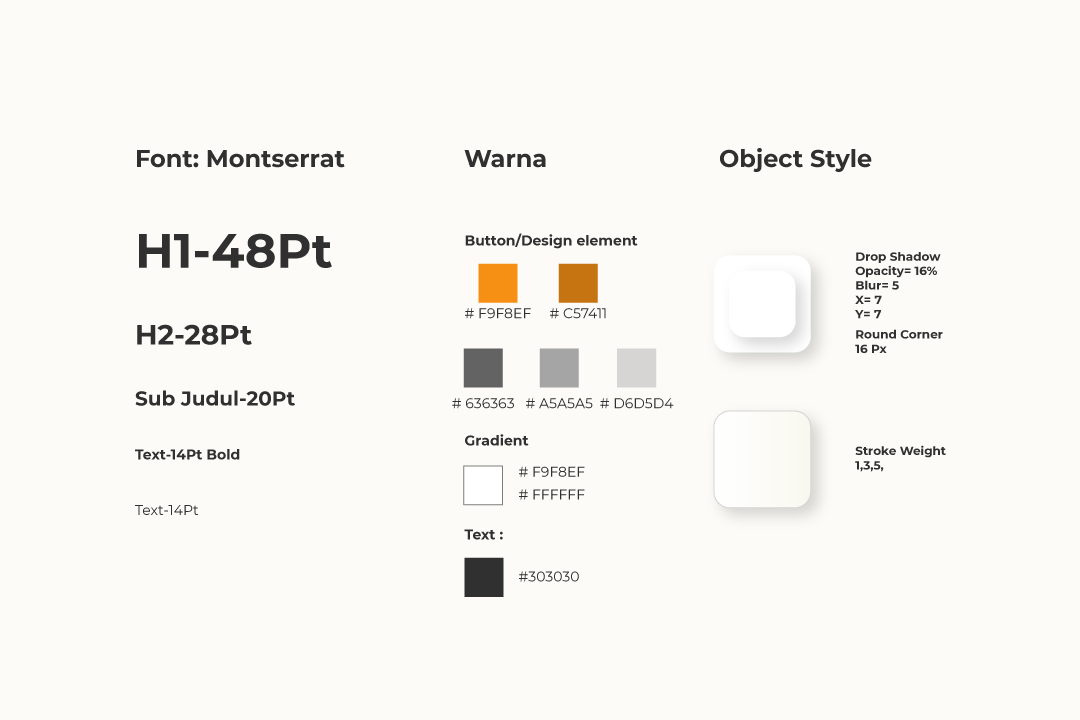 Font: Montserrat
H1-48Pt
H2-28Pt
Sub Judul-20Pt
Text-14Pt Bold
Text-14Pt
Warna
Button/Design element
# F9F8EF
# C57411
# 636363
# A5A5A5
# D6D5D4
Gradient
# F9F8EF
# FFFFFF
Text :
#303030
Object Style
Drop Shadow
Opacity= 16%
Blur= 5
X= 7
Y= 7
Round Corner
16 Px
Stroke Weight
1,3,5,